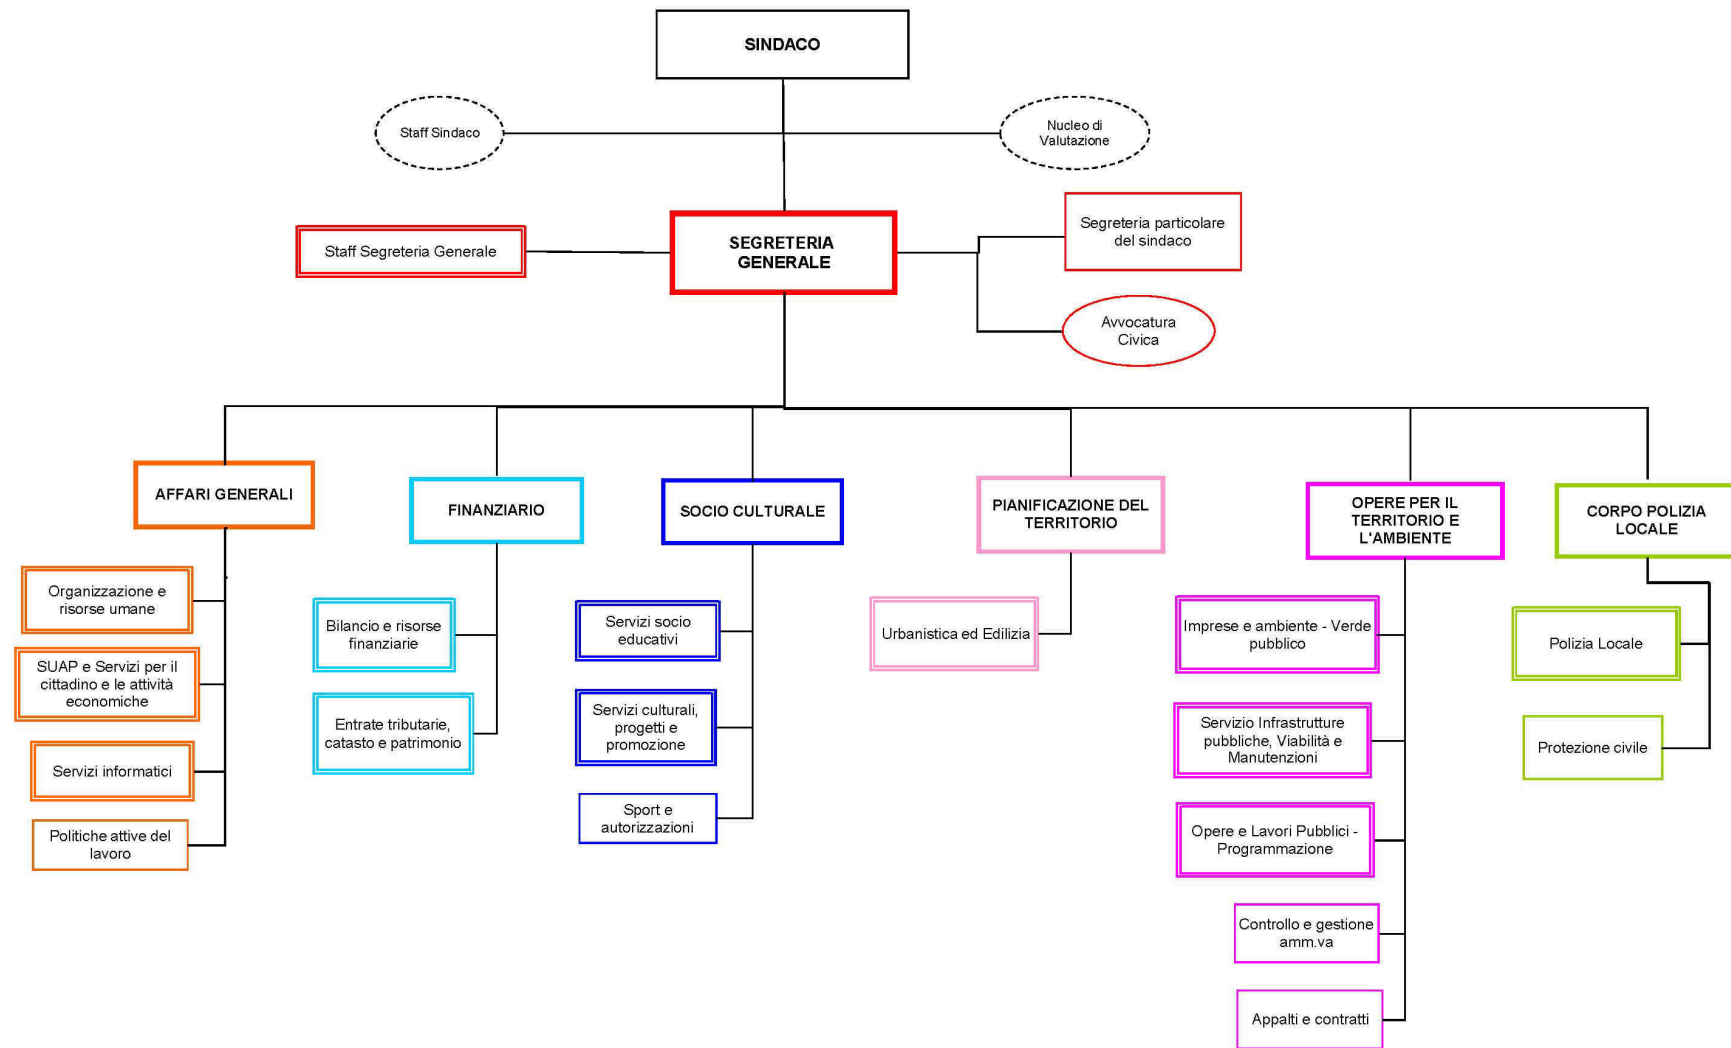 SINDACO
Staff Sindaco
Nucleo di
Valutazione
Staff Segreteria Generale
SEGRETERIA
GENERALE
Segreteria particolare
del sindaco
Avvocatura
Civica
AFFARI GENERALI
FINANZIARIO
SOCIO CULTURALE
PIANIFICAZIONE DEL
TERRITORIO
OPERE PER IL
TERRITORIO E
L'AMBIENTE
CORPO POLIZIA
LOCALE
Organizzazione e
risorse umane
SUAP e Servizi per il
cittadino e le attività
economiche
Servizi informatici
Politiche attive del
lavoro
Bilancio e risorse
finanziarie
Entrate tributarie,
catasto e patrimonio
Servizi socio
educativi
Servizi culturali,
progetti e
promozione
Sport e
autorizzazioni
Urbanistica ed Edilizia
Imprese e ambiente - Verde
pubblico
Servizio Infrastrutture
pubbliche, Viabilità e
Manutenzioni
Opere e Lavori Pubblici -
Programmazione
Controllo e gestione
amm.va
Appalti e contratti
Polizia Locale
Protezione civile